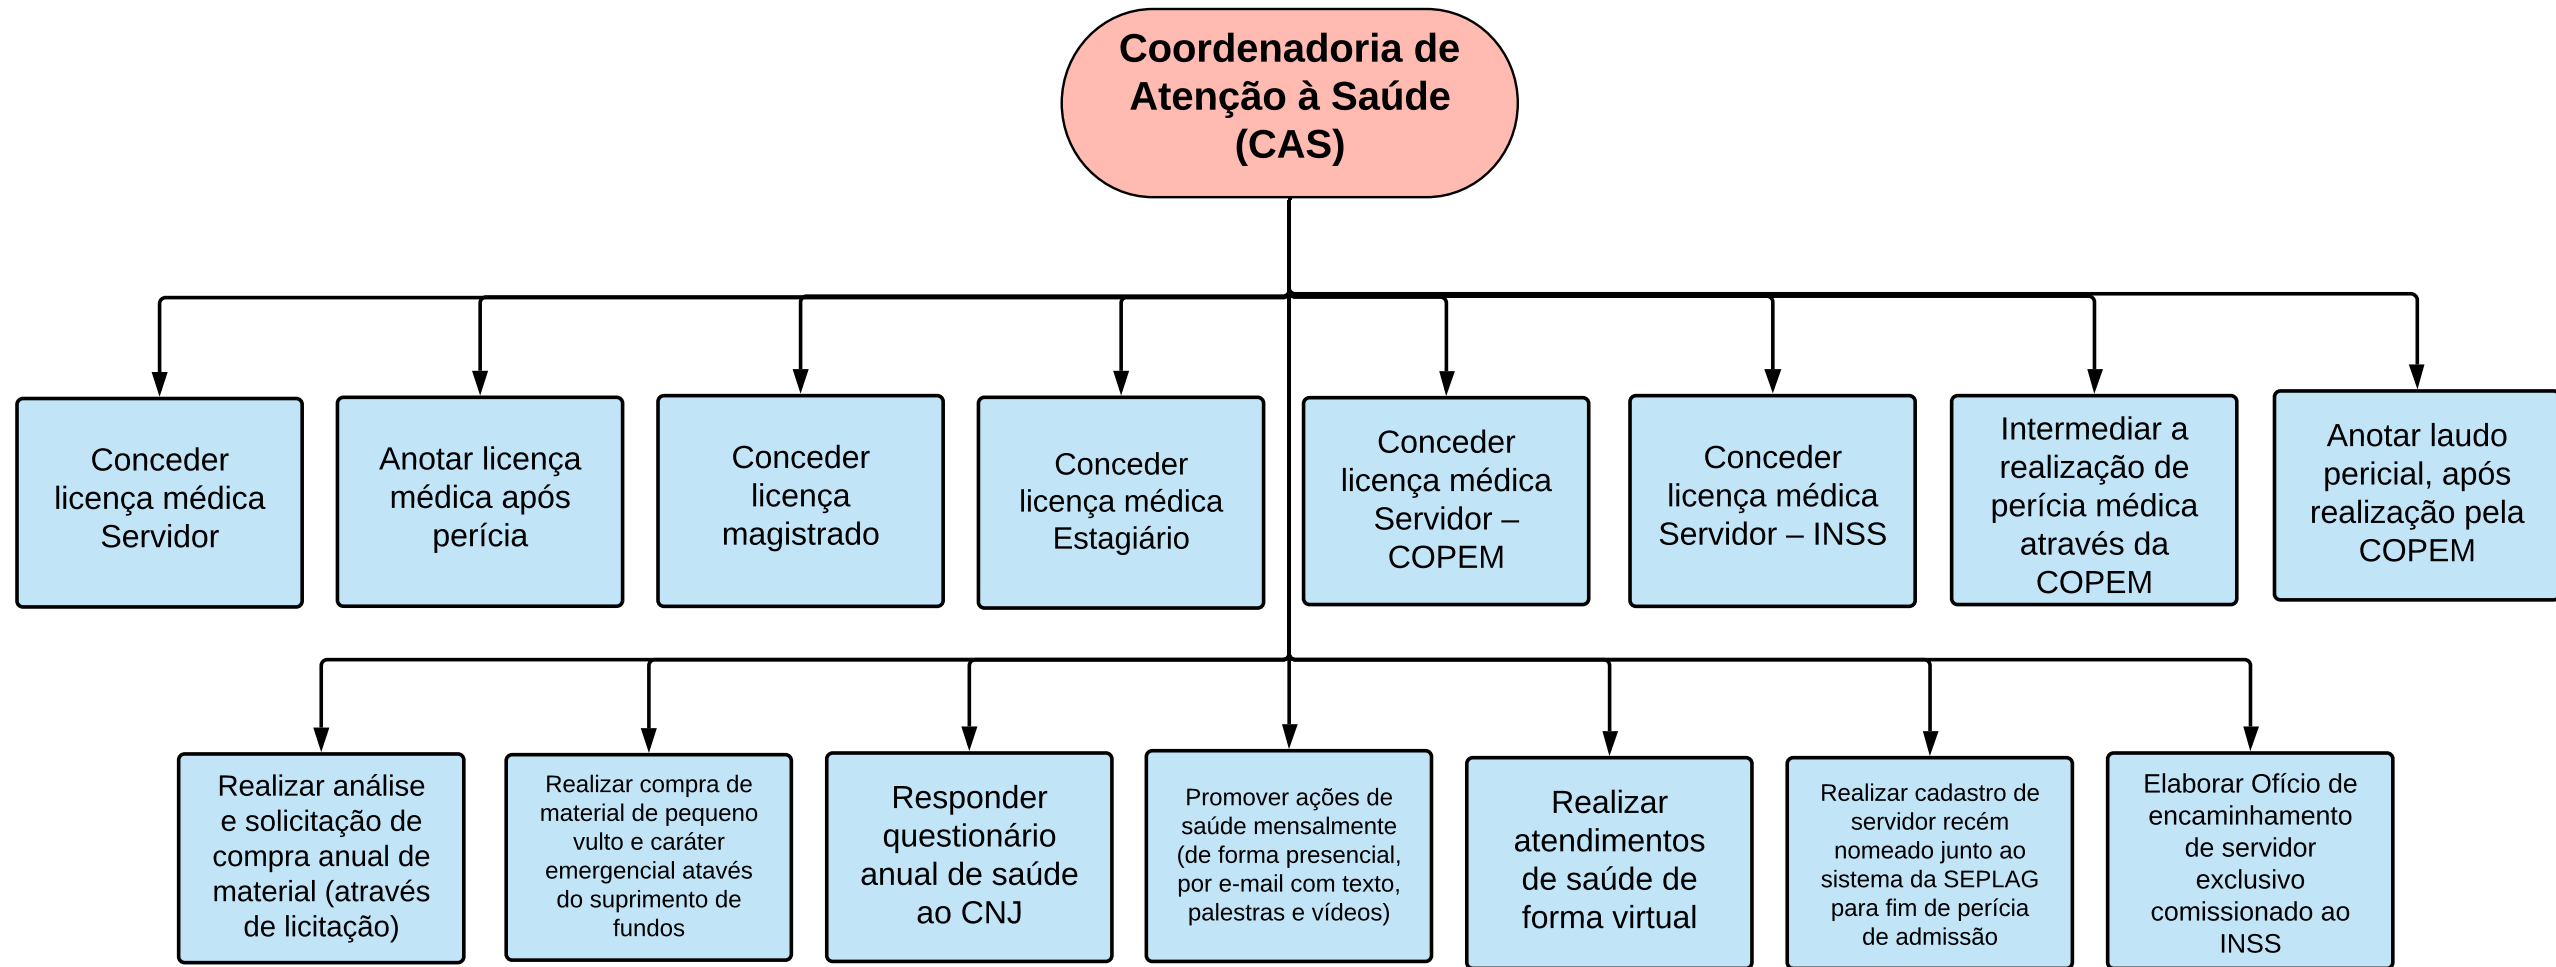 Coordenadoria de
Atenção à Saúde
(CAS)
Conceder
licença médica
Servidor
Anotar licença
médica após
perícia
Conceder
licença
magistrado
Conceder
licença médica
Estagiário
Conceder
licença médica
Servidor –
COPEM
Conceder
licença médica
Servidor – INSS
Intermediar a
realização de
perícia médica
através da
COPEM
Anotar laudo
pericial, após
realização pela
COPEM
Realizar análise
e solicitação de
compra anual de
material (através
de licitação)
Realizar compra de
material de pequeno
vulto e caráter
emergencial atavés
do suprimento de
fundos
Responder
questionário
anual de saúde
ao CNJ
Promover ações de
saúde mensalmente
(de forma presencial,
por e-mail com texto,
palestras e vídeos)
Realizar
atendimentos
de saúde de
forma virtual
Realizar cadastro de
servidor recém
nomeado junto ao
sistema da SEPLAG
para fim de perícia
de admissão
Elaborar Ofício de
encaminhamento
de servidor
exclusivo
comissionado ao
INSS